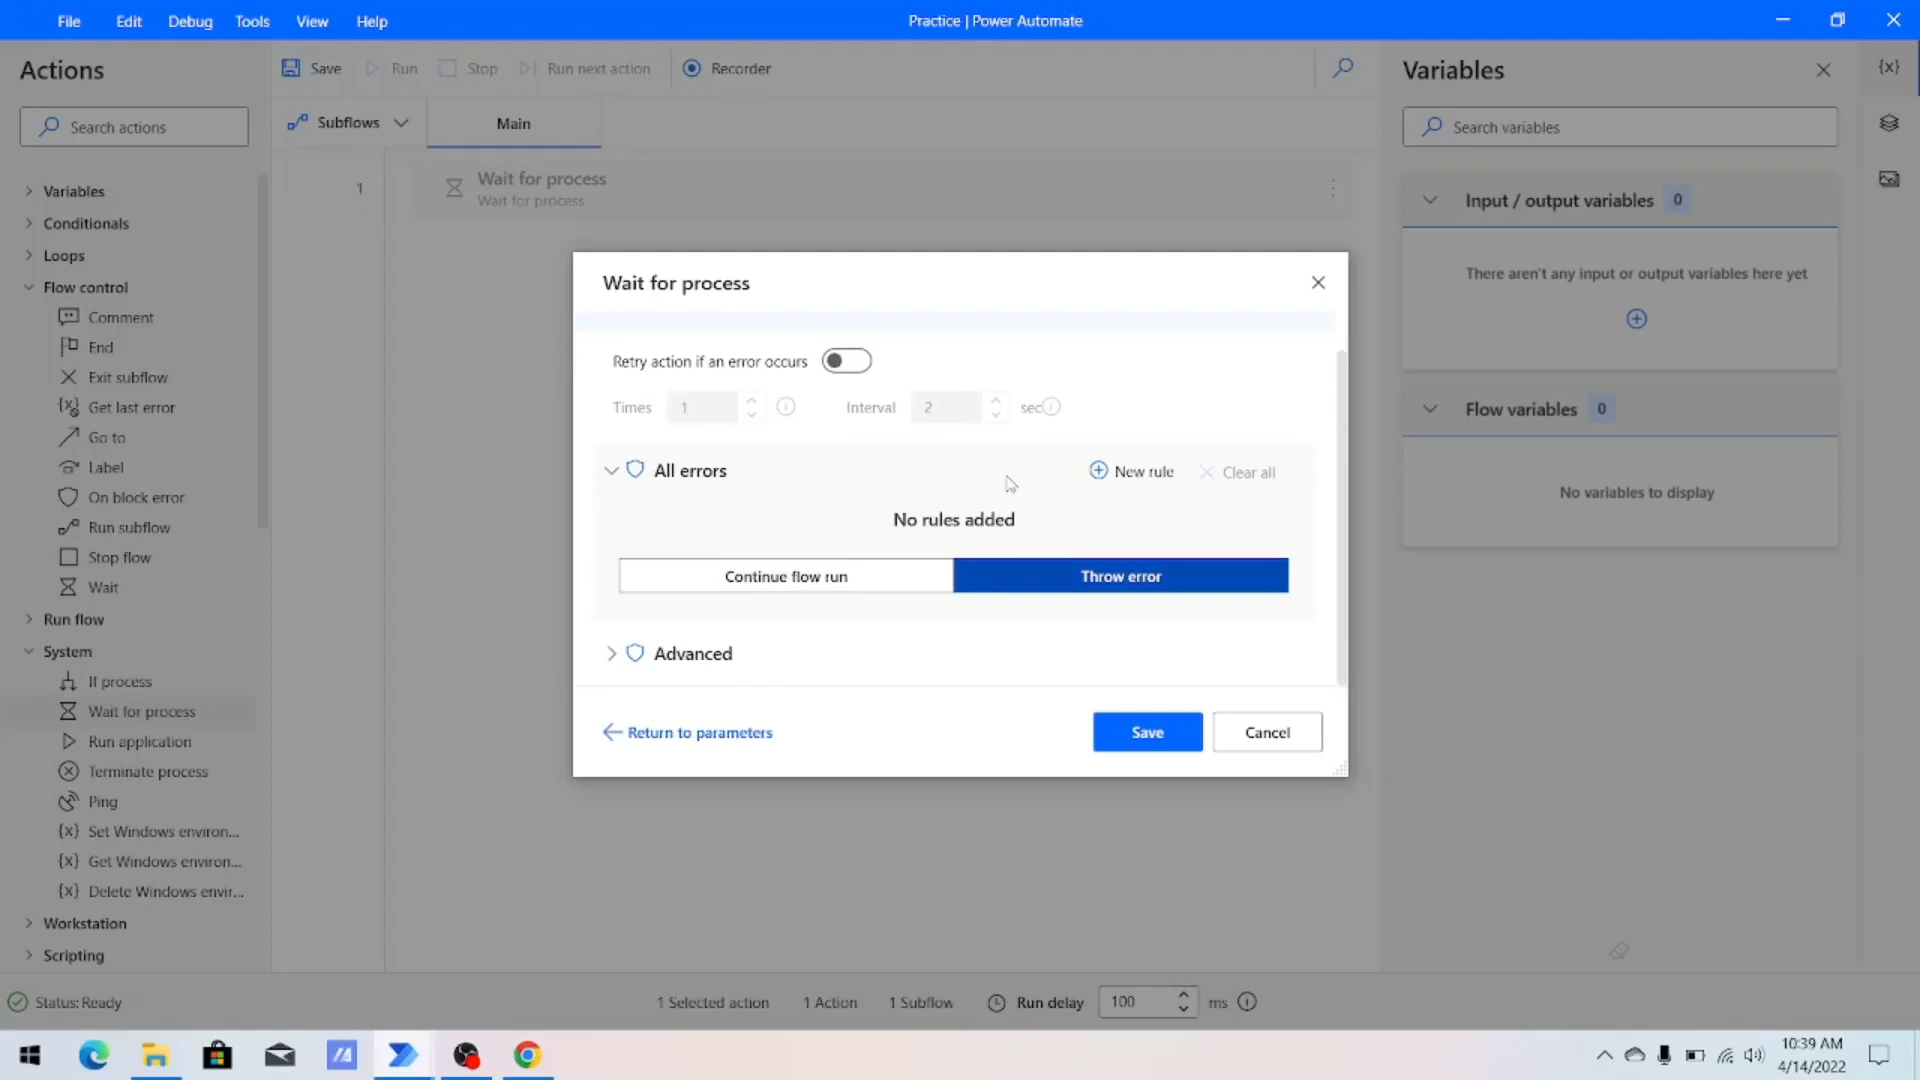 File Edit Debug Tools View Help
Practice | Power Automate
Actions
Search actions
Variables
Conditionals
Loops
Flow control
Comment
End
Exit subflow
Get last error
Go to
Label
On block error
Run subflow
Stop flow
Wait
Run flow
System
If process
Wait for process
Run application
Terminate process
Ping
{x} Set Windows environ...
{x} Get Windows environ...
{x} Delete Windows envir...
Workstation
Scripting
Save Run Stop Run next action Recorder
Subflows Main
1 Wait for process
Wait for process
Wait for process
Retry action if an error occurs
Times 1 Interval 2 sec
All errors New rule Clear all
No rules added
Continue flow run Throw error
Advanced
Return to parameters Save Cancel
Variables
{x}
Search variables
Input / output variables 0
There aren't any input or output variables here yet
Flow variables 0
No variables to display
Status: Ready 1 Selected action 1 Action 1 Subflow Run delay 100 ms
10:39 AM
4/14/2022